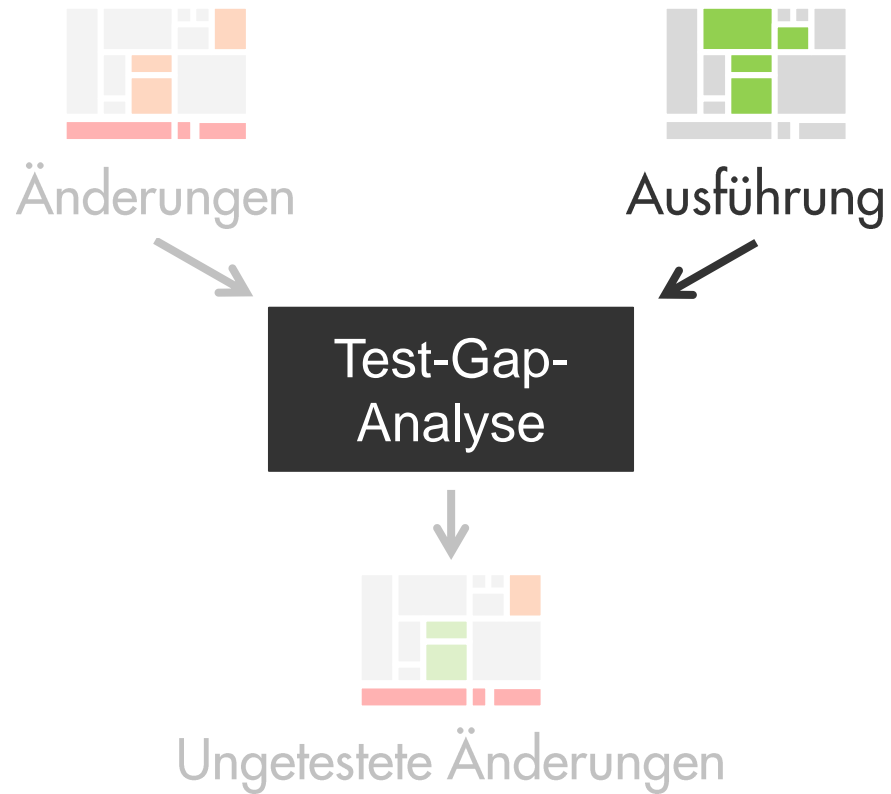 Änderungen
Ausführung
Test-Gap-
Analyse
Ungetestete Änderungen